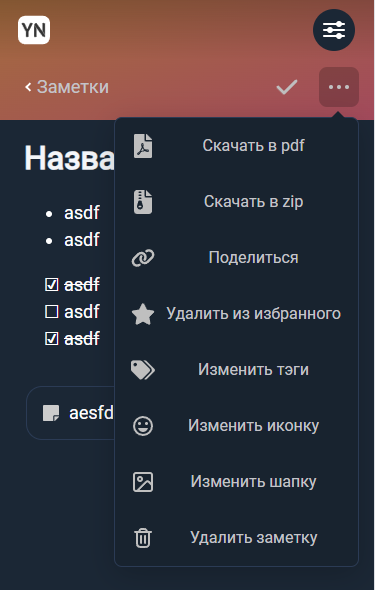 YN
Заметки
Назва
asdf
asdf
asdf
asdf
asdf
aesfd
Скачать в pdf
Скачать в zip
Поделиться
Удалить из избранного
Изменить тэги
Изменить иконку
Изменить шапку
Удалить заметку